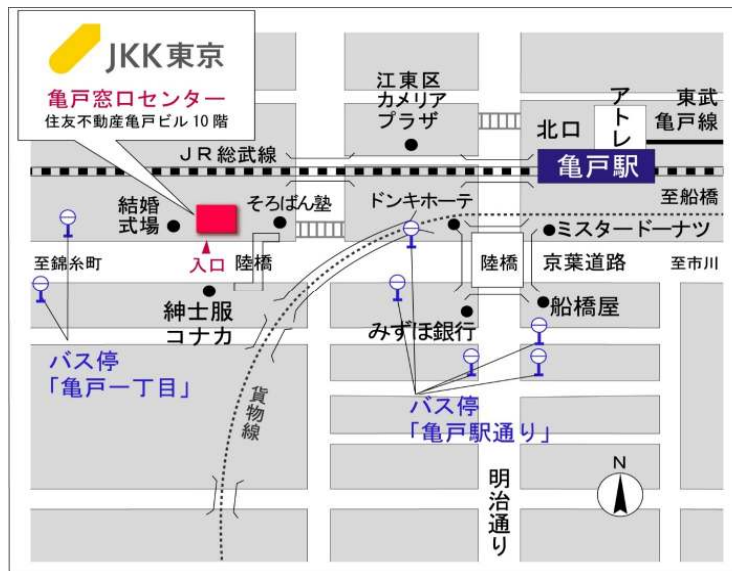 JKK東京
亀戸窓口センター
住友不動産亀戸ビル10階
江東区
カメリア
プラザ
北口
アトレ
東武
亀戸線
JR総武線
亀戸駅
至船橋
結婚
式場
そろばん塾
ドンキホーテ
ミスタードーナツ
至錦糸町
入口
陸橋
陸橋
京葉道路
至市川
紳士服
コナカ
みずほ銀行
船橋屋
バス停
「亀戸一丁目」
貨物線
バス停
「亀戸駅通り」
明治通り
N